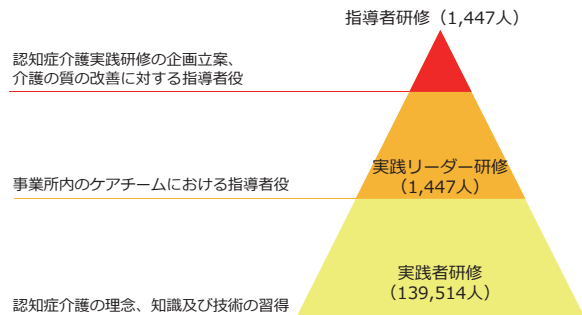 指導者研修（1,447人）
認知症介護実践研修の企画立案、
介護の質の改善に対する指導者役
実践リーダー研修
（1,447人）
事業所内のケアチームにおける指導者役
実践者研修
（139,514人）
認知症介護の理念、知識及び技術の習得